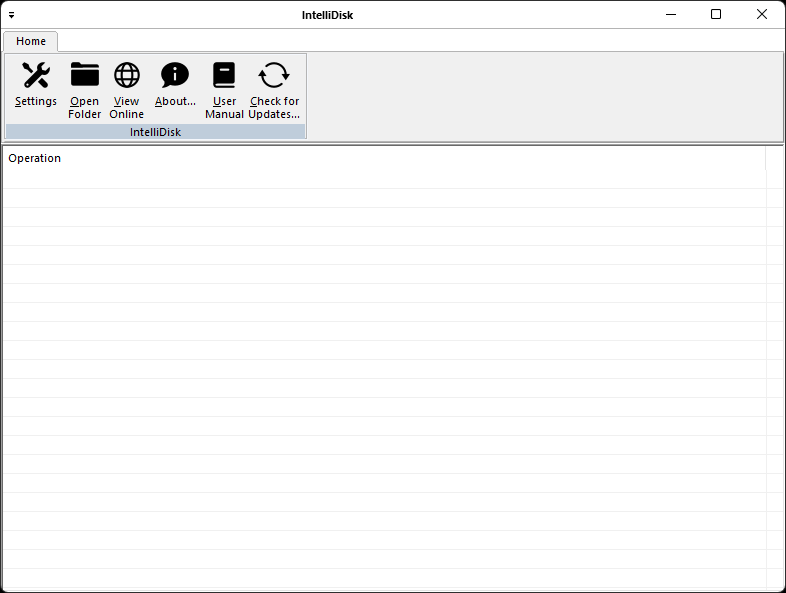 IntelliDisk
Home
Settings
Open
Folder
View
Online
About...
User
Manual
Check for
Updates...
IntelliDisk
Operation